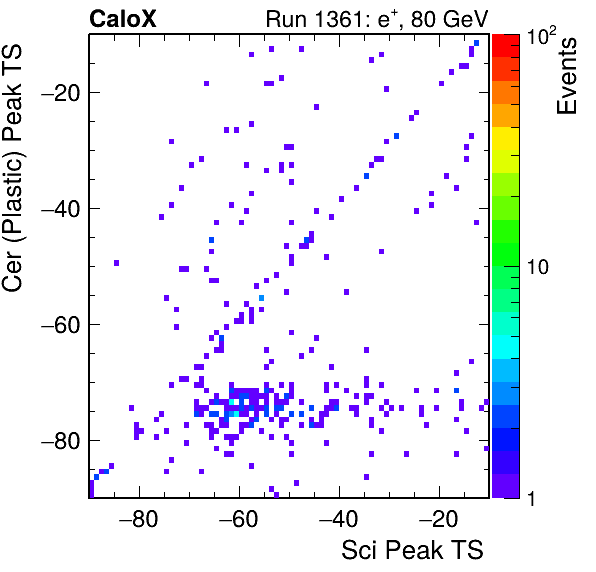 CaloX Run 1361: e⁺, 80 GeV
Cer (Plastic) Peak TS
−20
−40
−60
−80
−80 −60 −40 −20
Sci Peak TS
10²
10
1
Events